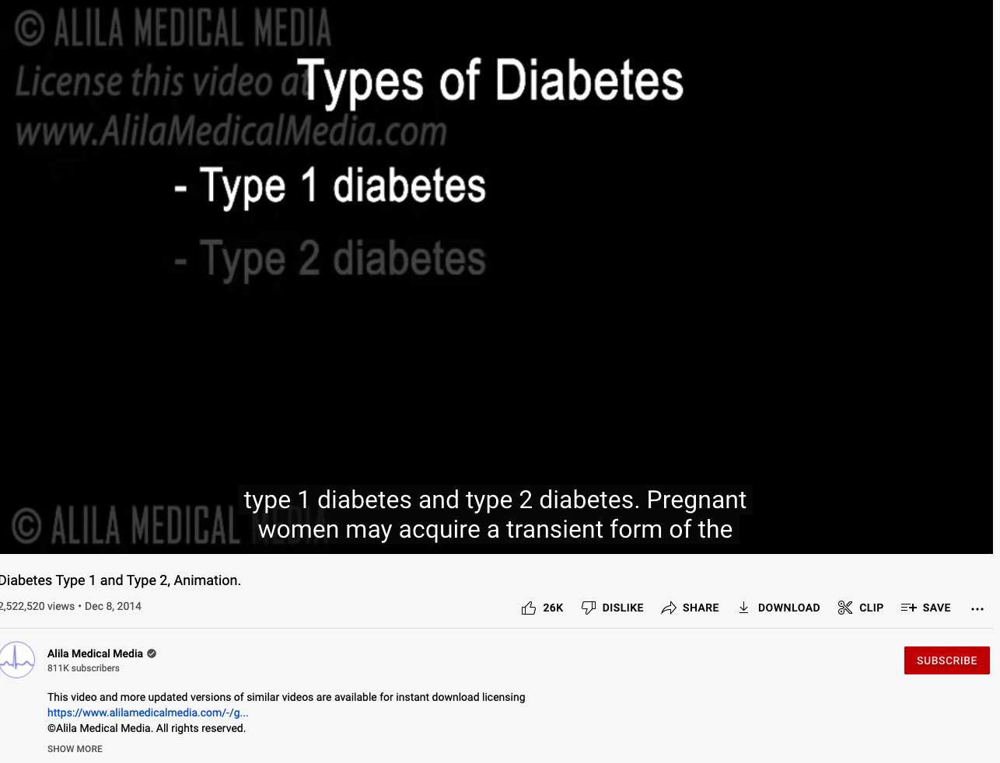 © ALILA MEDICAL MEDIA
License this video at
www.AlilaMedicalMedia.com
Types of Diabetes
- Type 1 diabetes
- Type 2 diabetes
type 1 diabetes and type 2 diabetes. Pregnant
women may acquire a transient form of the
© ALILA MEDICAL MEDIA
Diabetes Type 1 and Type 2, Animation.
2,522,520 views • Dec 8, 2014
26K DISLIKE SHARE DOWNLOAD CLIP SAVE ...
Alila Medical Media
811K subscribers
SUBSCRIBE
This video and more updated versions of similar videos are available for instant download licensing
https://www.alilamedicalmedia.com/-/g...
©Alila Medical Media. All rights reserved.
SHOW MORE